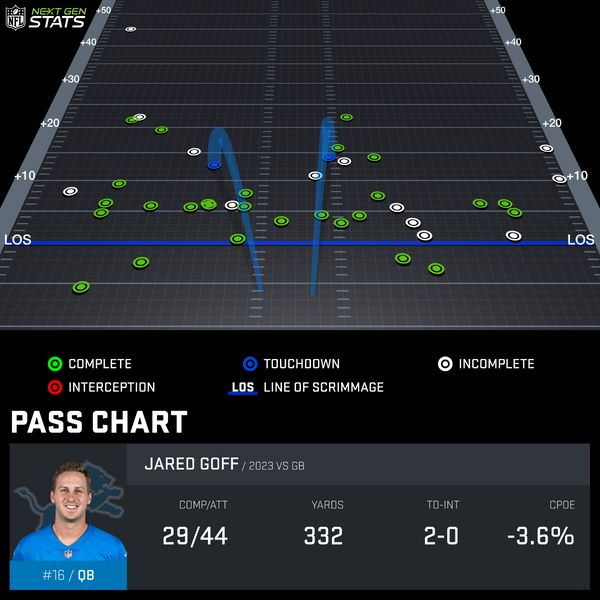 NFL NEXT GEN STATS
+50 +50
+40 +40
+30 +30
+20 +20
+10 +10
LOS LOS
COMPLETE TOUCHDOWN INCOMPLETE
INTERCEPTION LOS LINE OF SCRIMMAGE
PASS CHART
JARED GOFF / 2023 VS GB
COMP/ATT YARDS TD-INT CPOE
29/44 332 2-0 -3.6%
#16 / QB